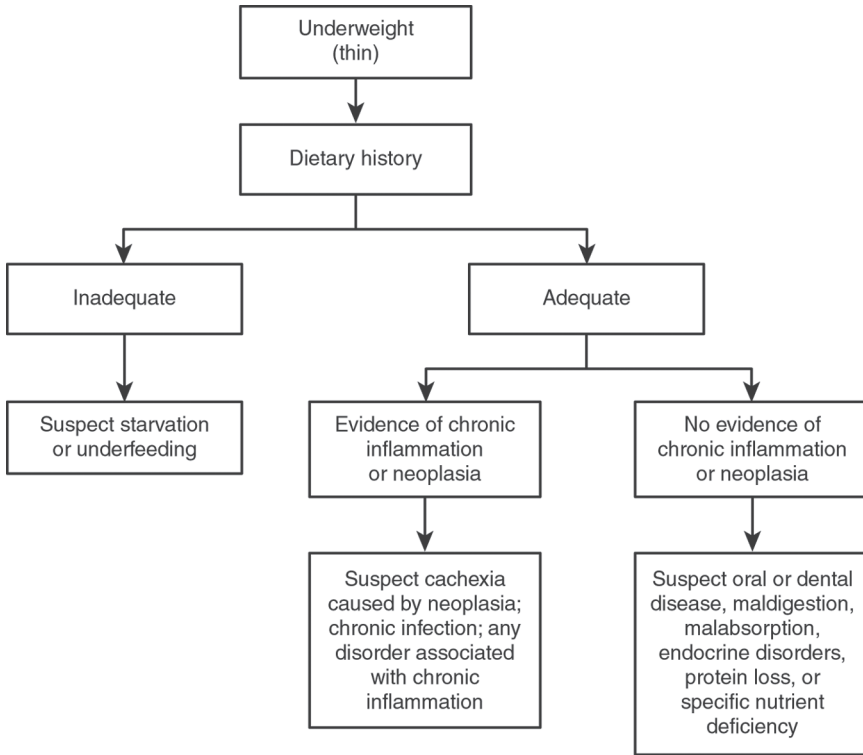 Underweight
(thin)
Dietary history
Inadequate
Adequate
Suspect starvation
or underfeeding
Evidence of chronic
inflammation
or neoplasia
No evidence of
chronic inflammation
or neoplasia
Suspect cachexia
caused by neoplasia;
chronic infection; any
disorder associated
with chronic
inflammation
Suspect oral or dental
disease, maldigestion,
malabsorption,
endocrine disorders,
protein loss, or
specific nutrient
deficiency